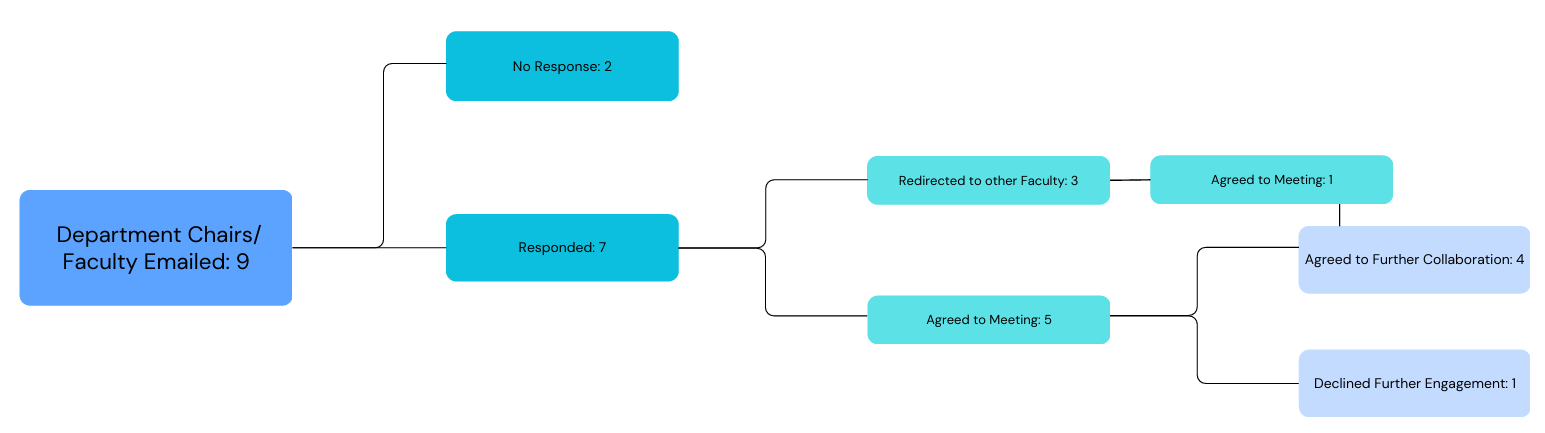 No Response: 2
Department Chairs/
Faculty Emailed: 9
Responded: 7
Redirected to other Faculty: 3
Agreed to Meeting: 1
Agreed to Meeting: 5
Agreed to Further Collaboration: 4
Declined Further Engagement: 1